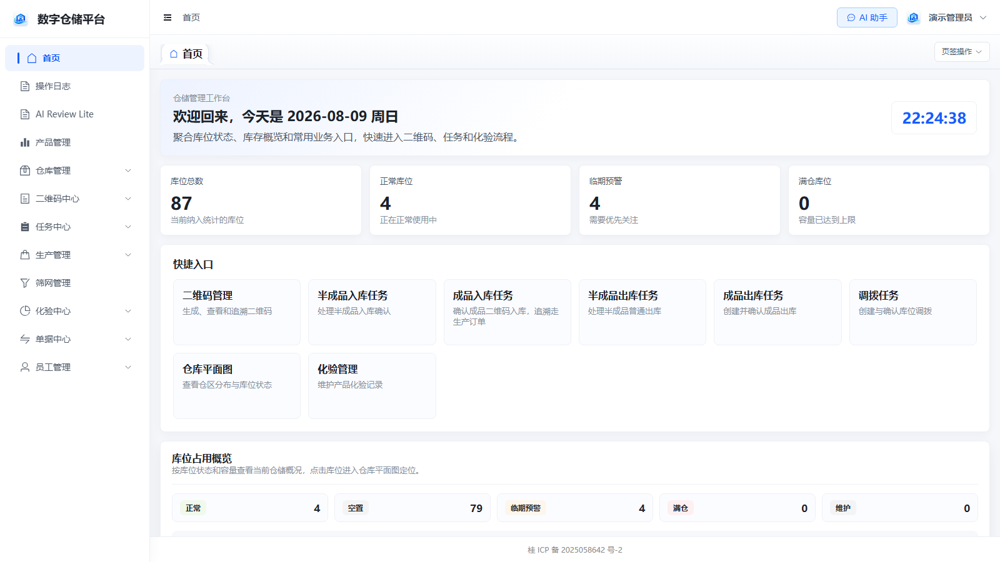 数字仓储平台
首页
AI 助手
演示管理员
首页
操作日志
AI Review Lite
产品管理
仓库管理
二维码中心
任务中心
生产管理
筛网管理
化验中心
单据中心
员工管理
首页
页签操作
仓储管理工作台
欢迎回来，今天是 2026-08-09 周日
聚合库位状态、库存概览和常用业务入口，快速进入二维码、任务和化验流程。
22:24:38
库位总数
87
当前纳入统计的库位
正常库位
4
正在正常使用中
临期预警
4
需要优先关注
满仓库位
0
容量已达到上限
快捷入口
二维码管理
生成、查看和追溯二维码
半成品入库任务
处理半成品入库确认
成品入库任务
确认成品二维码入库，追溯走
生产订单
半成品出库任务
处理半成品普通出库
成品出库任务
创建并确认成品出库
调拨任务
创建与确认库位调拨
仓库平面图
查看仓区分布与库位状态
化验管理
维护产品化验记录
库位占用概览
按库位状态和容量查看当前仓储概况，点击库位进入仓库平面图定位。
正常 4
空置 79
临期预警 4
满仓 0
维护 0
桂 ICP 备 2025058642 号-2